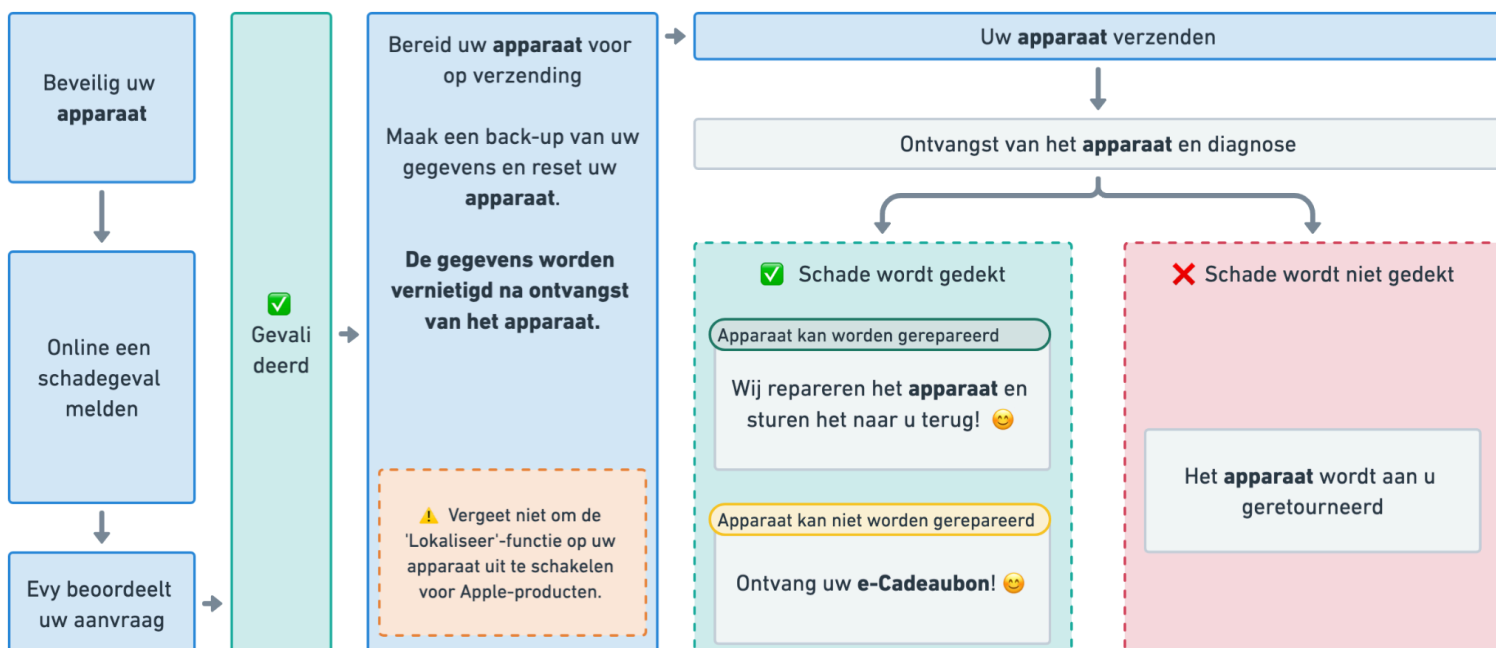 Beveilig uw
apparaat
Online een
schadegeval
melden
Evy beoordeelt
uw aanvraag
Gevali
deerd
Bereid uw apparaat voor
op verzending
Maak een back-up van uw
gegevens en reset uw
apparaat.
De gegevens worden
vernietigd na ontvangst
van het apparaat.
Vergeet niet om de
'Lokaliseer'-functie op uw
apparaat uit te schakelen
voor Apple-producten.
Uw apparaat verzenden
Ontvangst van het apparaat en diagnose
Schade wordt gedekt
Apparaat kan worden gerepareerd
Wij repareren het apparaat en
sturen het naar u terug! 😊
Apparaat kan niet worden gerepareerd
Ontvang uw e-Cadeaubon! 😊
Schade wordt niet gedekt
Het apparaat wordt aan u
geretourneerd